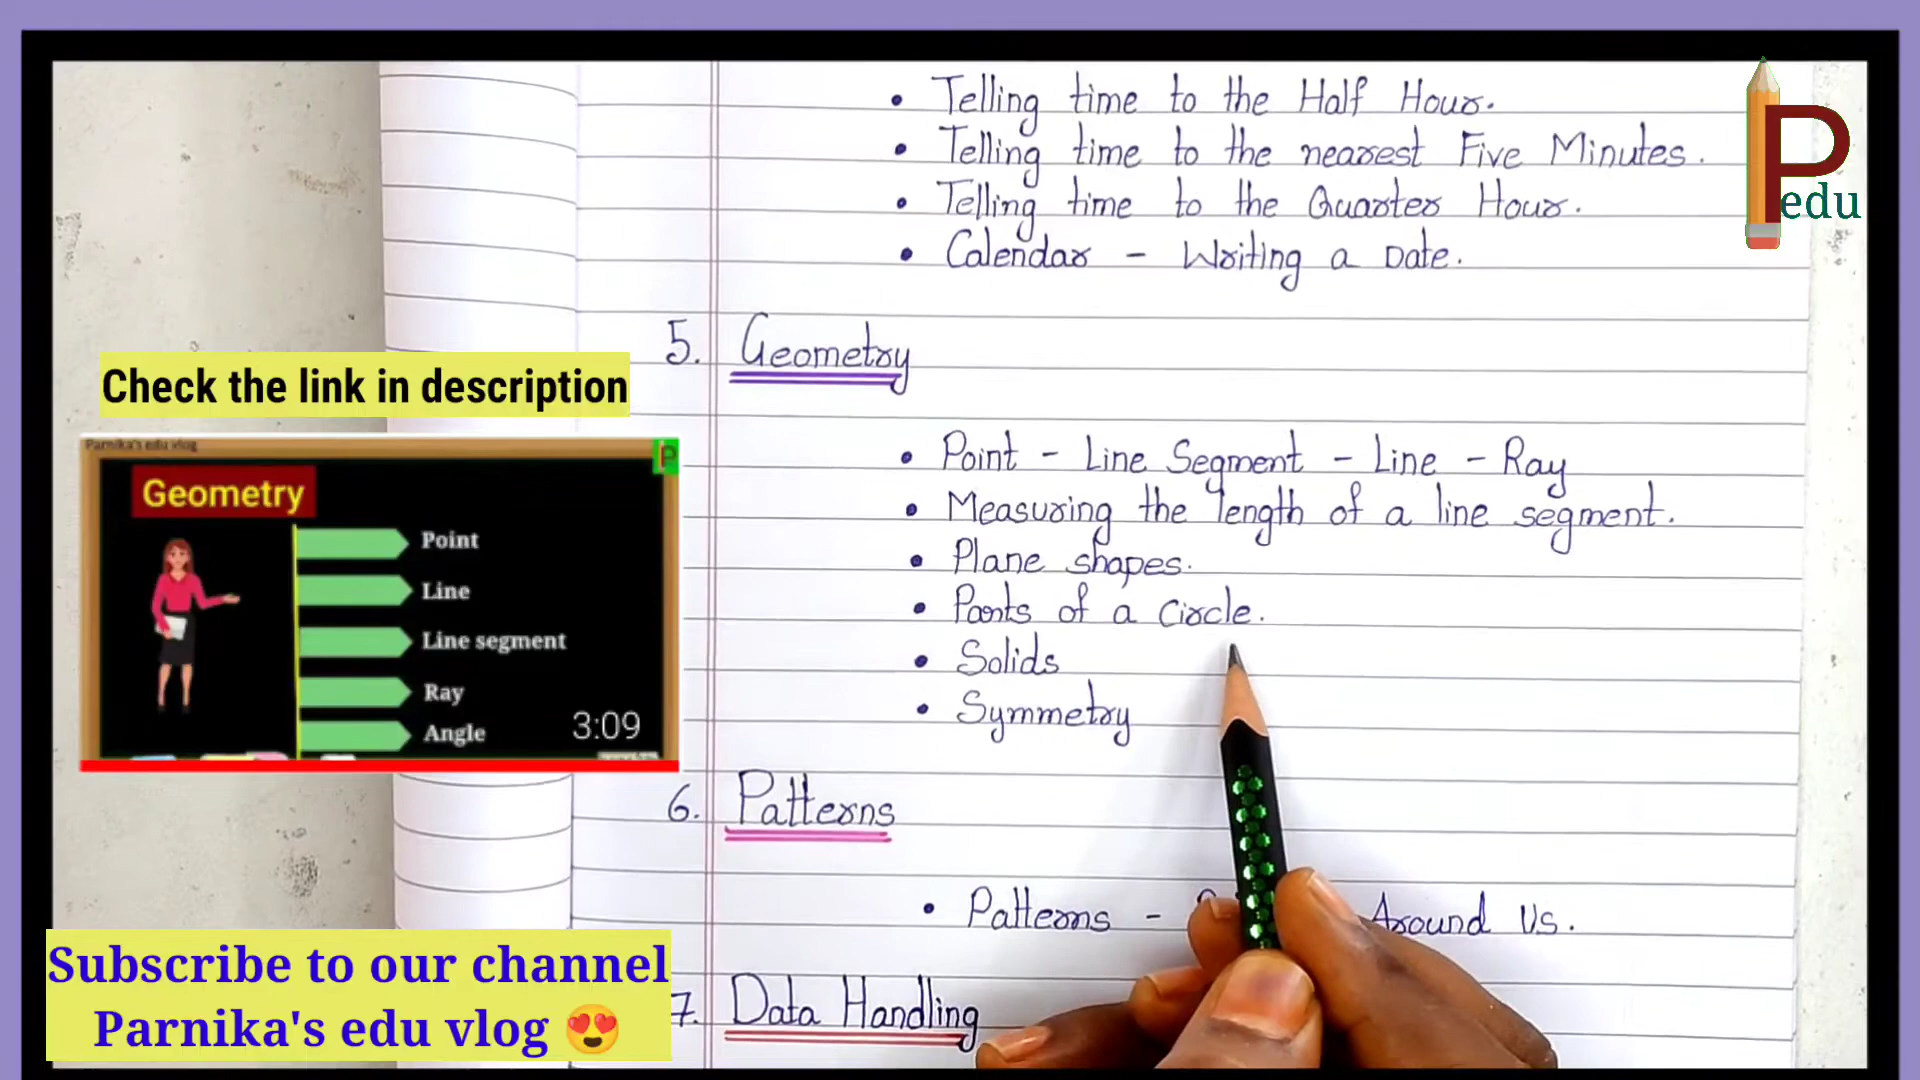 • Telling time to the Half Hour.
• Telling time to the nearest Five Minutes.
• Telling time to the Quarter Hour.
• Calendar - Writing a Date.
P
edu
5. Geometry
• Point - Line Segment - Line - Ray
• Measuring the length of a line segment.
• Plane shapes.
• Parts of a Circle.
• Solids
• Symmetry
6. Patterns
• Patterns - Around Us.
7. Data Handling
Check the link in description
Parnika's edu vlog
P
Geometry
Point
Line
Line segment
Ray
Angle
3:09
Subscribe to our channel
Parnika's edu vlog 😍